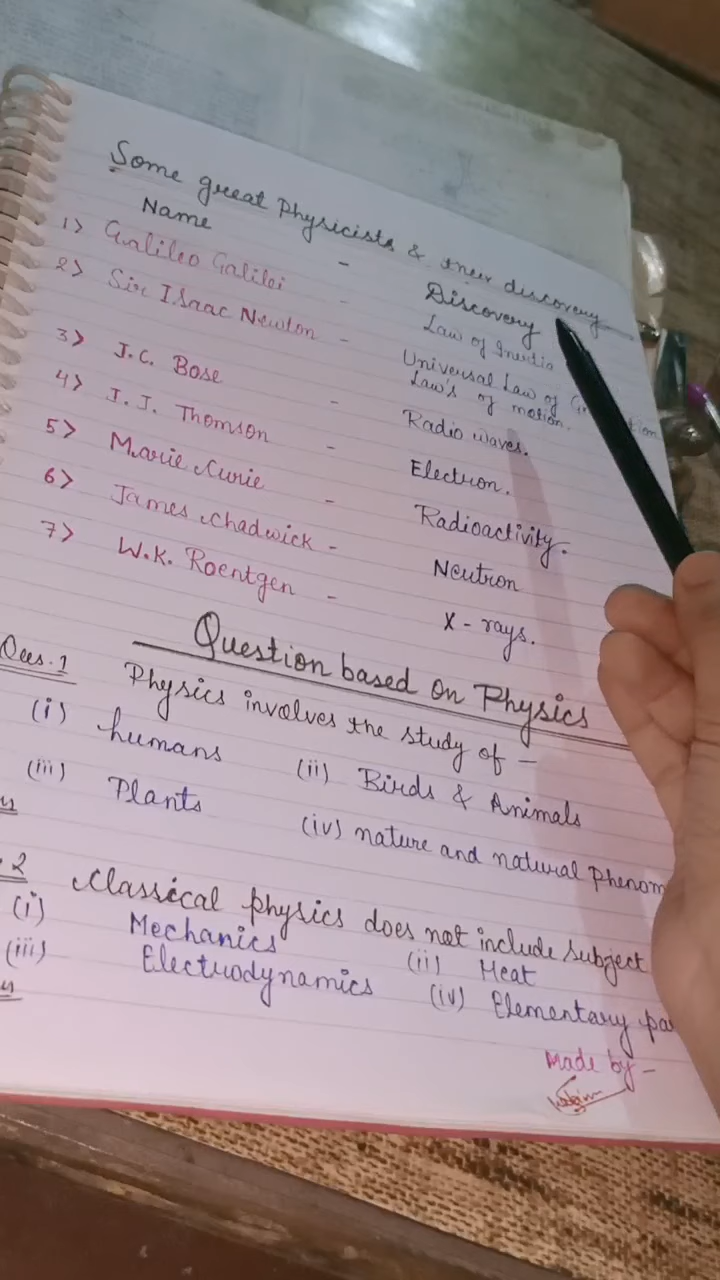 Some great Physicists & their discovery
Name - Discovery
1> Galileo Galilei - Law of Inertia
2> Sir Isaac Newton - Universal Law of
Law's of motion.
3> J.C. Bose - Radio waves.
4> J.J. Thomson - Electron.
5> Marie Curie - Radioactivity.
6> James Chadwick - Neutron
7> W.K. Roentgen - X-rays.
Question based on Physics
Ques.1 Physics involves the study of -
(i) humans (ii) Birds & Animals
(iii) Plants (iv) nature and natural Phenom
2 Classical physics does not include subject
(i) Mechanics (ii) Heat
(iii) Electrodynamics (iv) Elementary pa
Made by -